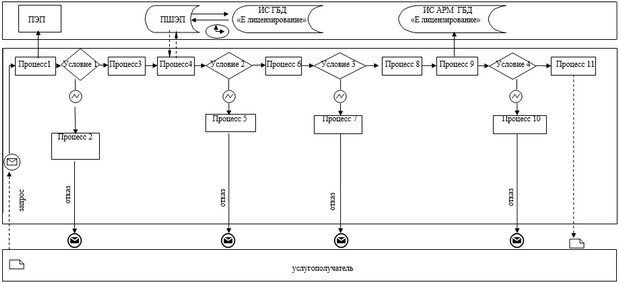 ПЭП
ПШЭП
ИС ГБД
«Е лицензирование»
ИС АРМ ГБД
«Е лицензирование»
Процесс1
Условие 1
Процесс3
Процесс4
Условие 2
Процесс 6
Условие 3
Процесс 8
Процесс 9
Условие 4
Процесс 11
Процесс 2
Процесс 5
Процесс 7
Процесс 10
запрос
отказ
отказ
отказ
отказ
услугополучатель